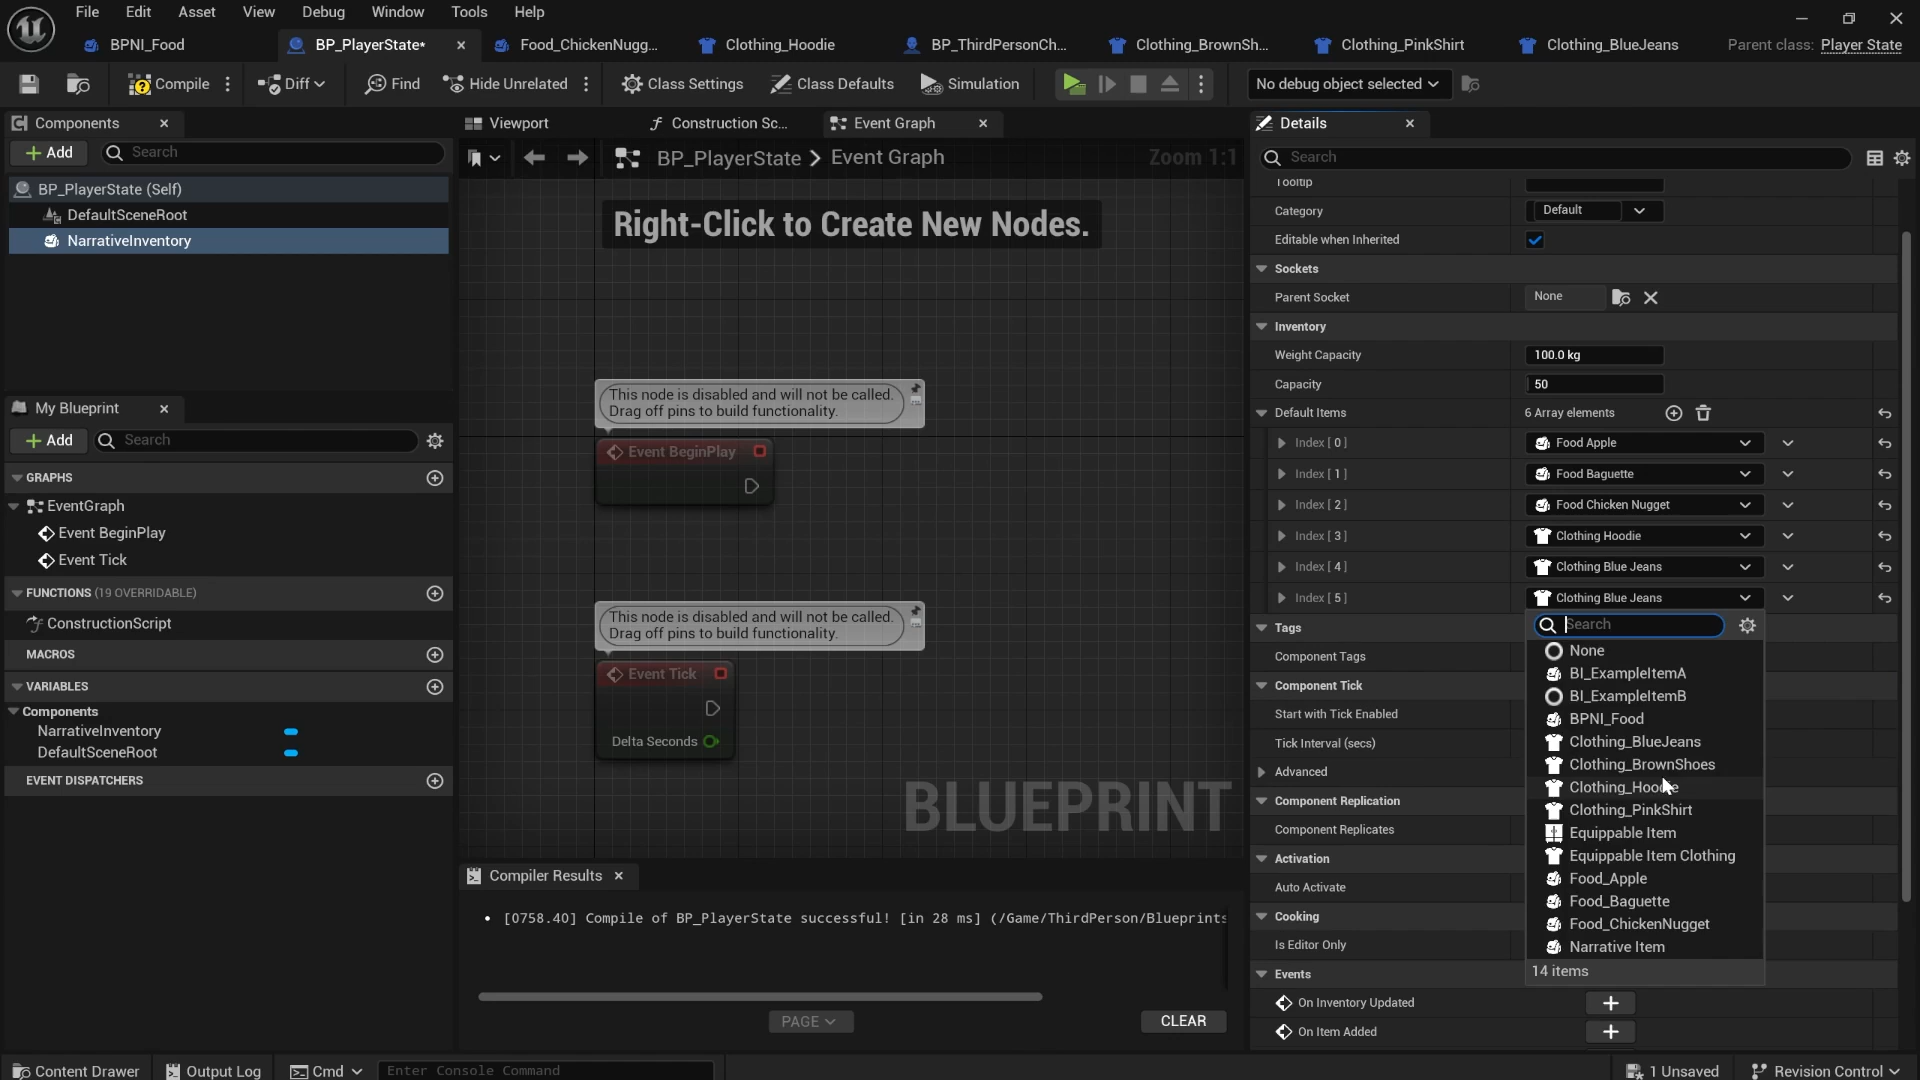 File Edit Asset View Debug Window Tools Help
BPNI_Food BP_PlayerState* Food_ChickenNugg... Clothing_Hoodie BP_ThirdPersonCh... Clothing_BrownSh... Clothing_PinkShirt Clothing_BlueJeans Parent class: Player State
Compile Diff Find Hide Unrelated Class Settings Class Defaults Simulation No debug object selected
Components
Add Search
BP_PlayerState (Self)
DefaultSceneRoot
NarrativeInventory
My Blueprint
Add Search
GRAPHS
EventGraph
Event BeginPlay
Event Tick
FUNCTIONS (19 OVERRIDABLE)
ConstructionScript
MACROS
VARIABLES
Components
NarrativeInventory
DefaultSceneRoot
EVENT DISPATCHERS
Viewport Construction Sc... Event Graph
BP_PlayerState > Event Graph Zoom 1:1
Right-Click to Create New Nodes.
This node is disabled and will not be called.
Drag off pins to build functionality.
Event BeginPlay
This node is disabled and will not be called.
Drag off pins to build functionality.
Event Tick
Delta Seconds
BLUEPRINT
Compiler Results
• [0758.40] Compile of BP_PlayerState successful! [in 28 ms] (/Game/ThirdPerson/Blueprints
PAGE CLEAR
Details
Search
Tooltip
Category Default
Editable when Inherited
Sockets
Parent Socket None
Inventory
Weight Capacity 100.0 kg
Capacity 50
Default Items 6 Array elements
Index [ 0 ] Food Apple
Index [ 1 ] Food Baguette
Index [ 2 ] Food Chicken Nugget
Index [ 3 ] Clothing Hoodie
Index [ 4 ] Clothing Blue Jeans
Index [ 5 ] Clothing Blue Jeans
Tags
Component Tags
Component Tick
Start with Tick Enabled
Tick Interval (secs)
Advanced
Component Replication
Component Replicates
Activation
Auto Activate
Cooking
Is Editor Only
Events
On Inventory Updated
On Item Added
Search
None
BI_ExampleItemA
BI_ExampleItemB
BPNI_Food
Clothing_BlueJeans
Clothing_BrownShoes
Clothing_Hoodie
Clothing_PinkShirt
Equippable Item
Equippable Item Clothing
Food_Apple
Food_Baguette
Food_ChickenNugget
Narrative Item
14 items
Content Drawer Output Log Cmd Enter Console Command 1 Unsaved Revision Control